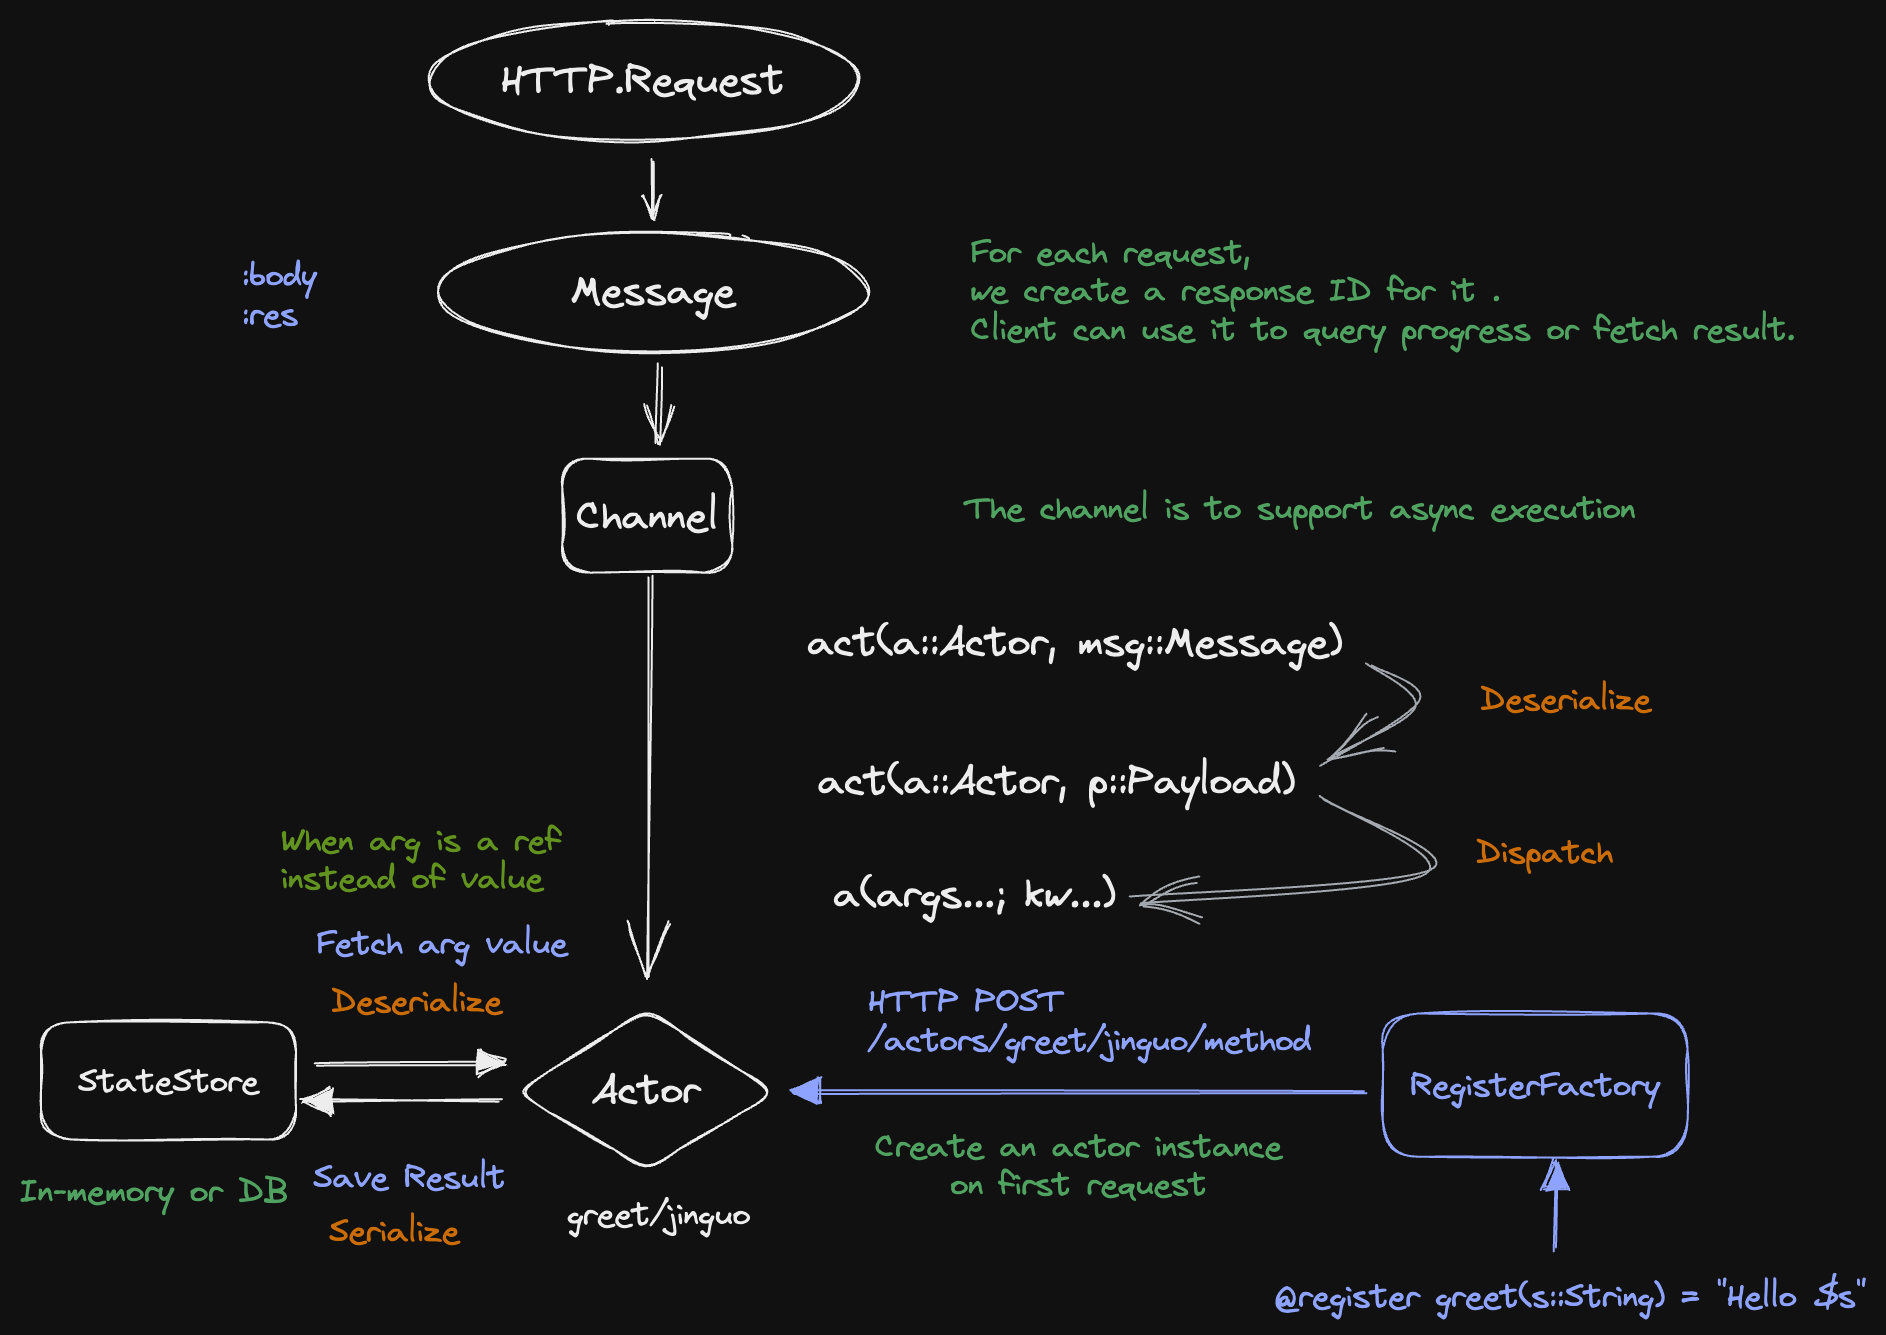 HTTP.Request
:body
:res
Message
For each request,
we create a response ID for it .
Client can use it to query progress or fetch result.
Channel
The channel is to support async execution
act(a::Actor, msg::Message)
Deserialize
act(a::Actor, p::Payload)
Dispatch
a(args...; kw...)
When arg is a ref
instead of value
Fetch arg value
Deserialize
StateStore
In-memory or DB
Save Result
Serialize
Actor
greet/jinguo
HTTP POST
/actors/greet/jinguo/method
Create an actor instance
on first request
RegisterFactory
@register greet(s::String) = "Hello $s"